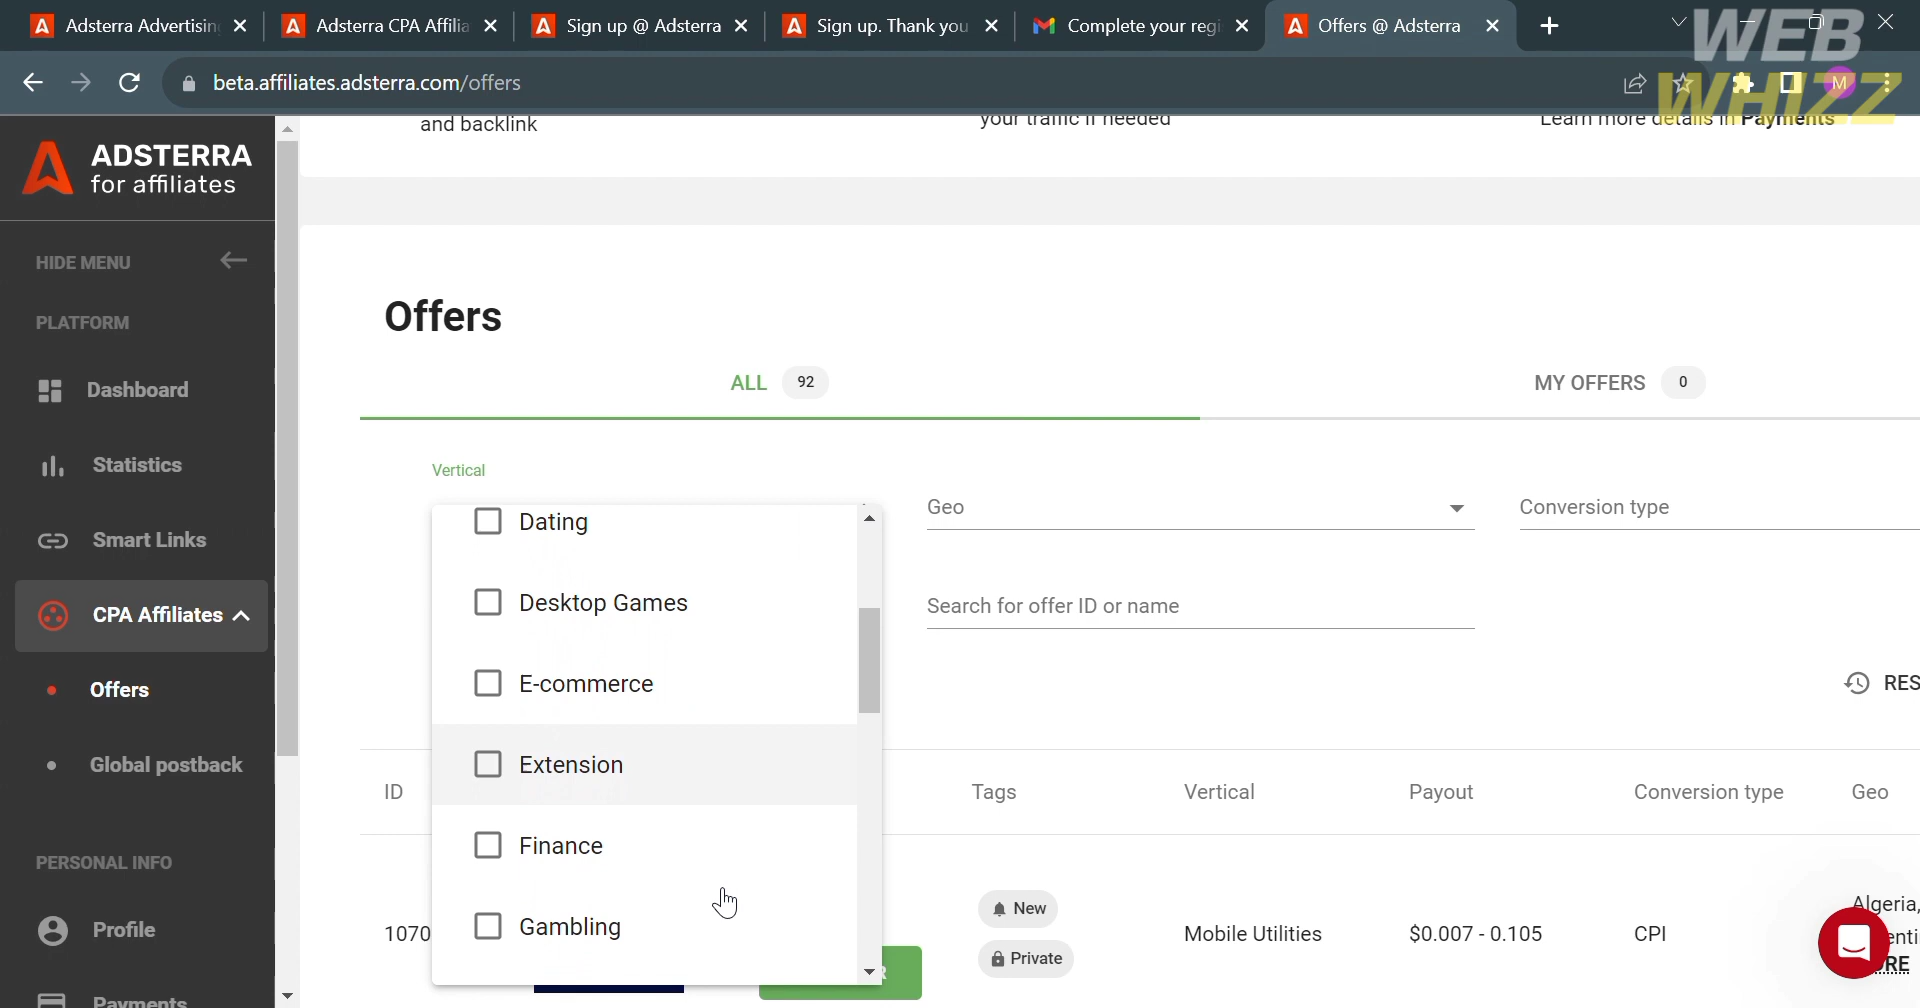 Adsterra Advertising
Adsterra CPA Affilia
Sign up @ Adsterra
Sign up. Thank you
Complete your regi
Offers @ Adsterra
WEB
WHIZZ
beta.affiliates.adsterra.com/offers
M
ADSTERRA
for affiliates
HIDE MENU
PLATFORM
Dashboard
Statistics
Smart Links
CPA Affiliates
Offers
Global postback
PERSONAL INFO
Profile
Payments
and backlink
your traffic if needed
Learn more details in Payments
Offers
ALL 92
MY OFFERS 0
Vertical
Geo
Conversion type
Dating
Desktop Games
Search for offer ID or name
E-commerce
RES
Extension
ID
Tags
Vertical
Payout
Conversion type
Geo
Finance
Gambling
1070
New
Private
Mobile Utilities
$0.007 - 0.105
CPI
Algeria,